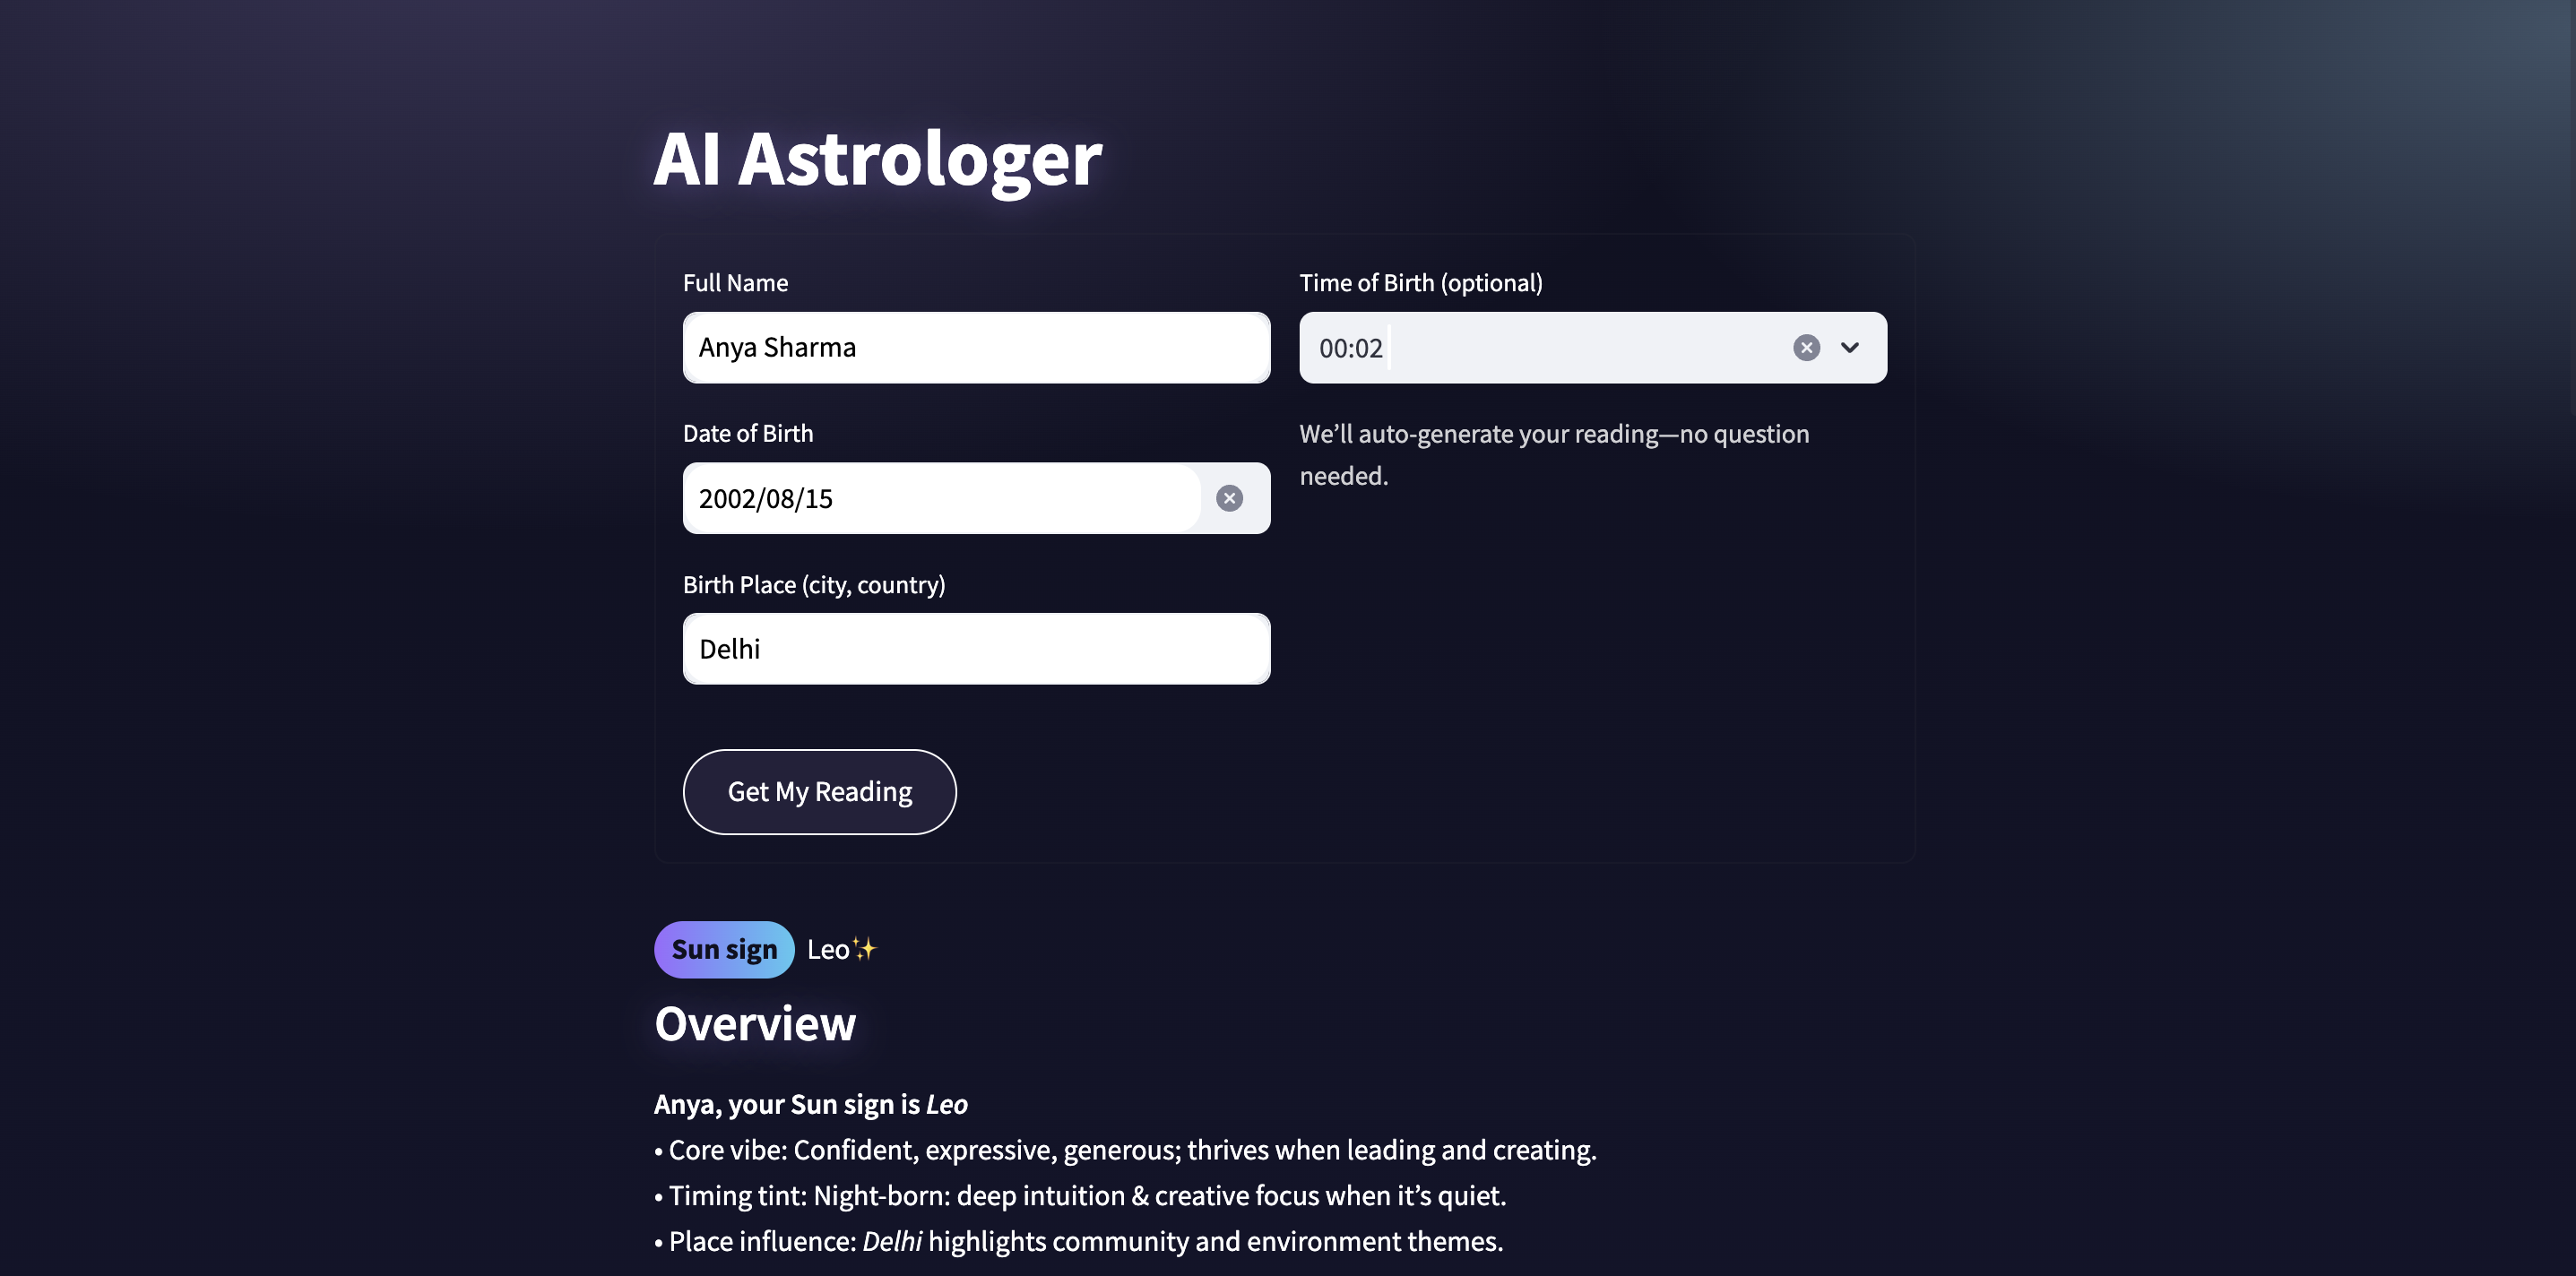 AI Astrologer
Full Name
Anya Sharma
Date of Birth
2002/08/15
Birth Place (city, country)
Delhi
Time of Birth (optional)
00:02
We’ll auto-generate your reading—no question
needed.
Get My Reading
Sun sign Leo✨
Overview
Anya, your Sun sign is Leo
• Core vibe: Confident, expressive, generous; thrives when leading and creating.
• Timing tint: Night-born: deep intuition & creative focus when it’s quiet.
• Place influence: Delhi highlights community and environment themes.